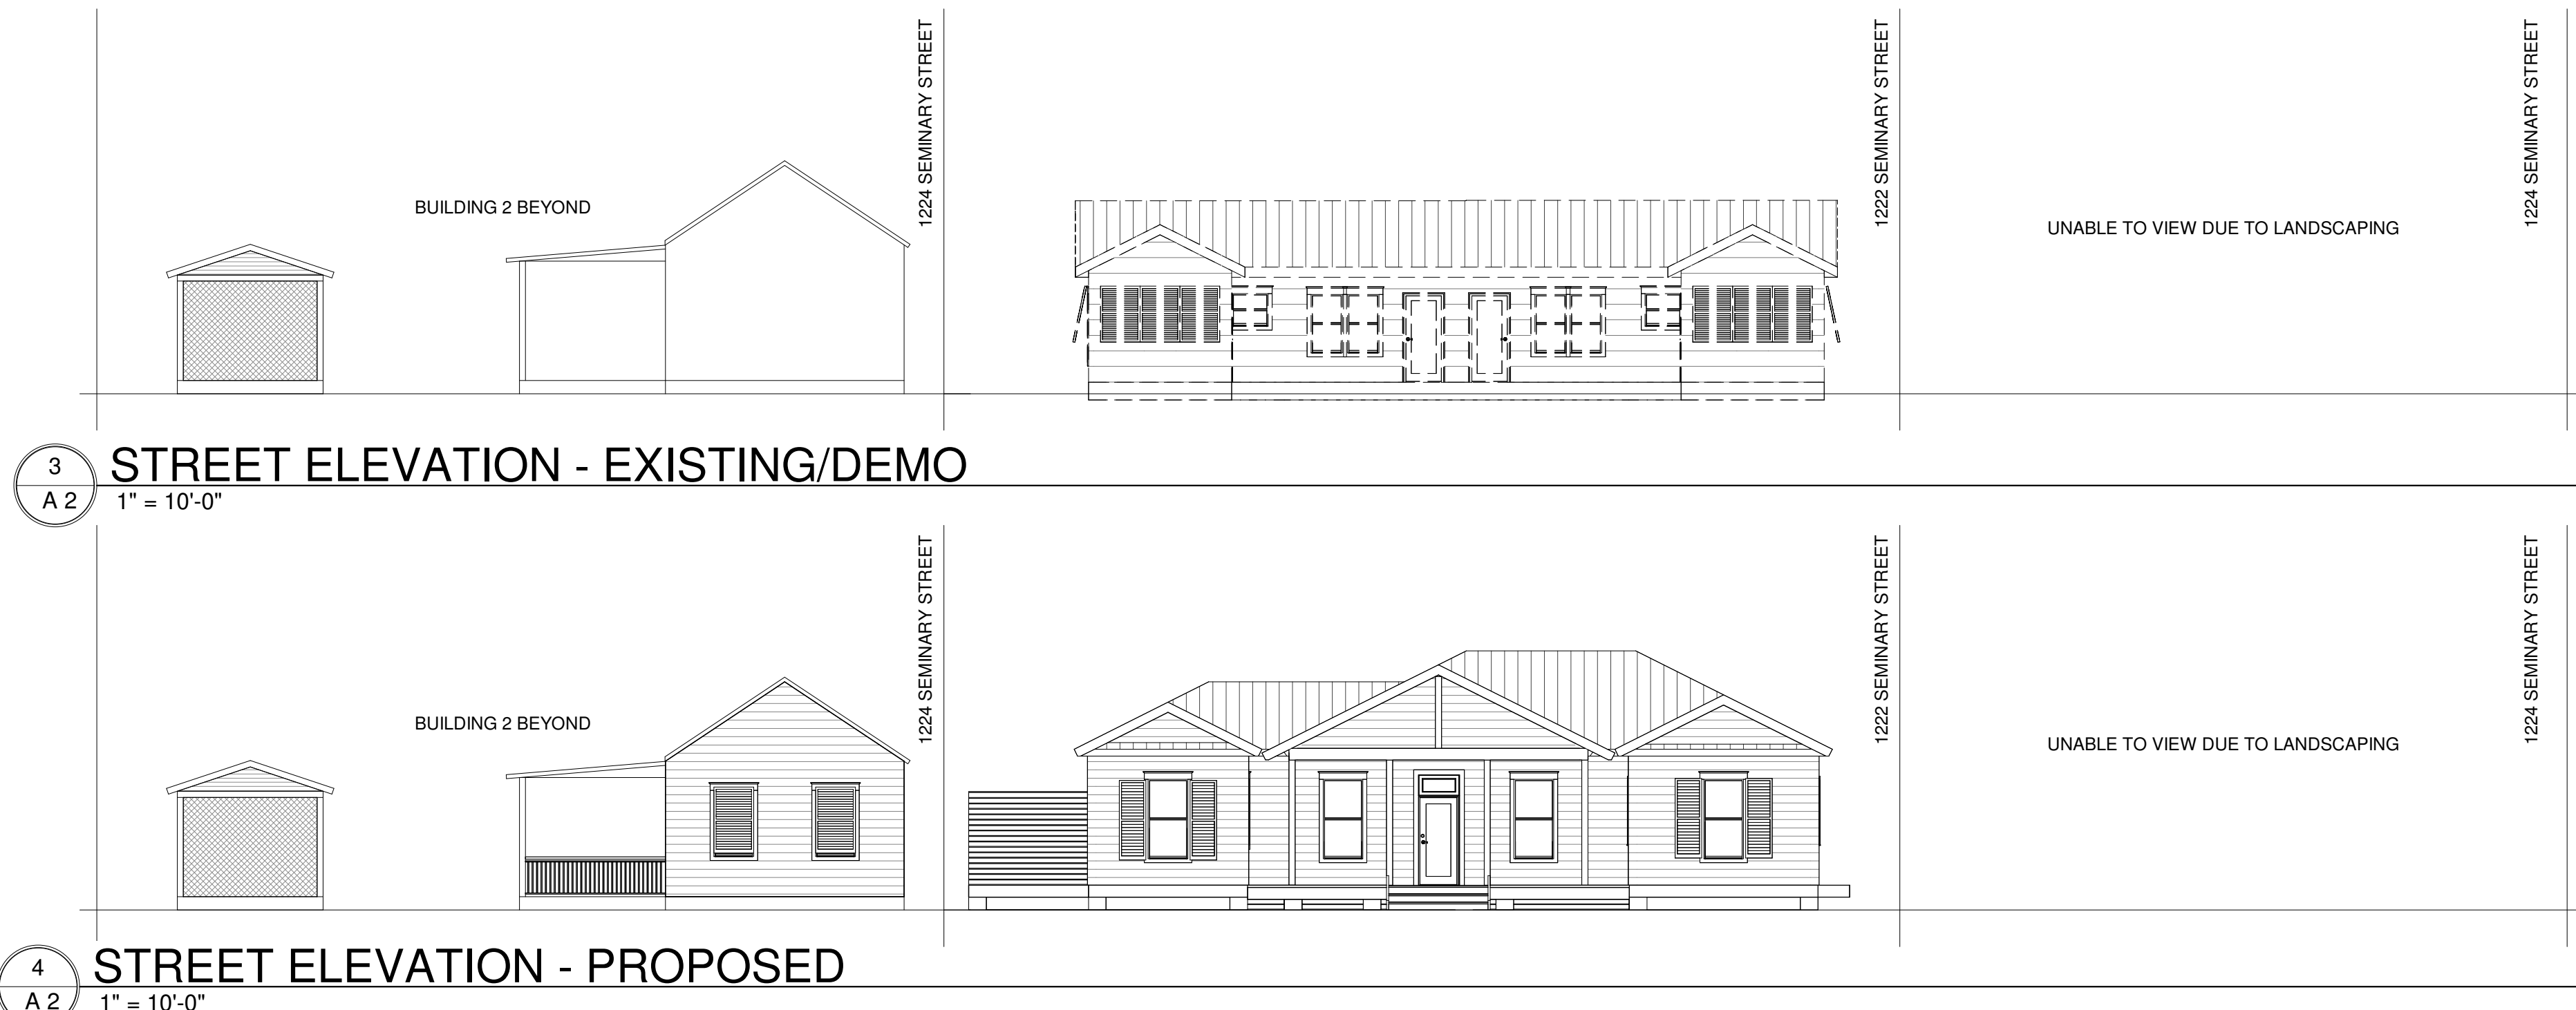 1224 SEMINARY STREET
1222 SEMINARY STREET
1224 SEMINARY STREET
BUILDING 2 BEYOND
UNABLE TO VIEW DUE TO LANDSCAPING
3
A 2
STREET ELEVATION - EXISTING/DEMO
1" = 10'-0"
1224 SEMINARY STREET
1222 SEMINARY STREET
1224 SEMINARY STREET
BUILDING 2 BEYOND
UNABLE TO VIEW DUE TO LANDSCAPING
4
A 2
STREET ELEVATION - PROPOSED
1" = 10'-0"